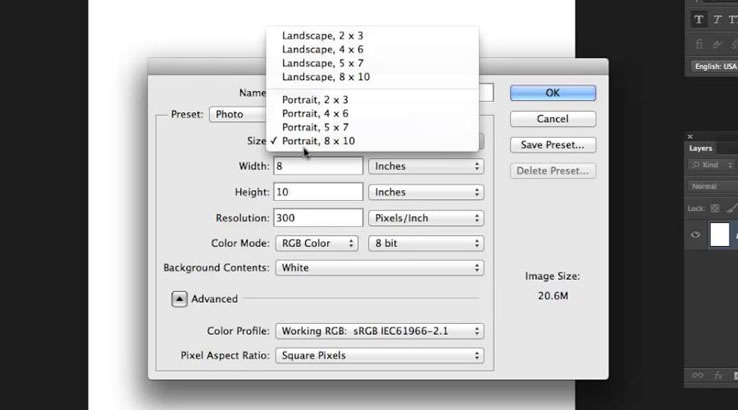 Landscape, 2 x 3
Landscape, 4 x 6
Landscape, 5 x 7
Landscape, 8 x 10
Portrait, 2 x 3
Portrait, 4 x 6
Portrait, 5 x 7
✓ Portrait, 8 x 10
Name
Preset: Photo
Size
Width: 8 Inches
Height: 10 Inches
Resolution: 300 Pixels/Inch
Color Mode: RGB Color 8 bit
Background Contents: White
Advanced
Color Profile: Working RGB: sRGB IEC61966-2.1
Pixel Aspect Ratio: Square Pixels
OK
Cancel
Save Preset...
Delete Preset...
Image Size:
20.6M
T T TT
fi
English: USA
Layers
Kind
Normal
Lock:
fx